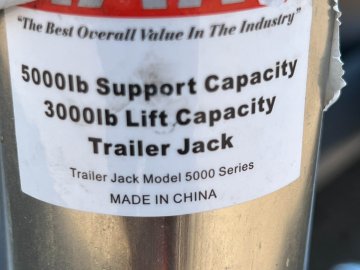 "The Best Overall Value In The Industry"
5000lb Support Capacity
3000lb Lift Capacity
Trailer Jack
Trailer Jack Model 5000 Series
MADE IN CHINA